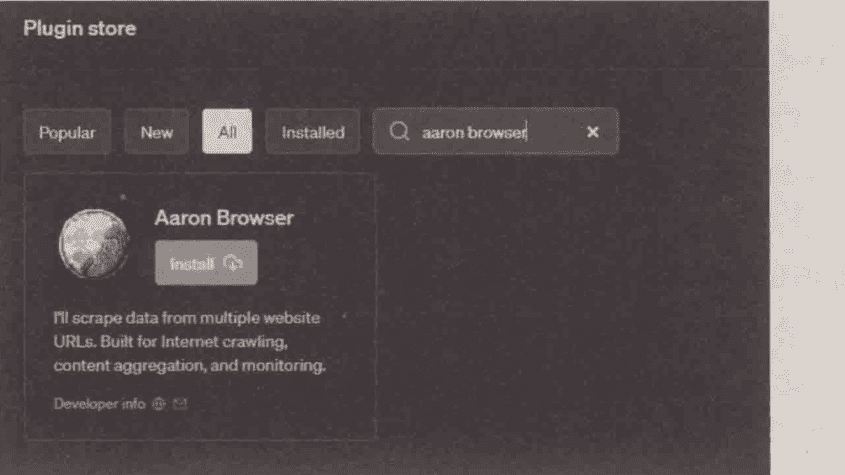 Plugin store
Popular New All Installed aaron browser
Aaron Browser
Install
I'll scrape data from multiple website
URLs. Built for Internet crawling,
content aggregation, and monitoring.
Developer info